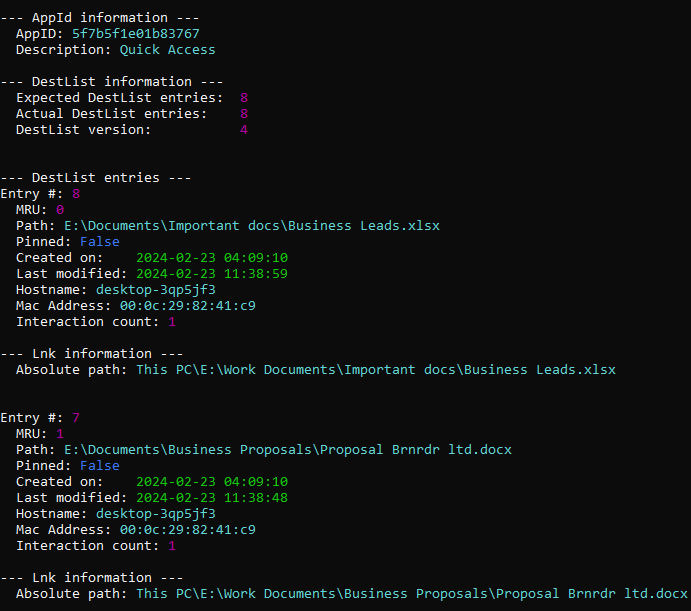 --- AppId information ---
AppID: 5f7b5f1e01b83767
Description: Quick Access
--- DestList information ---
Expected DestList entries: 8
Actual DestList entries: 8
DestList version: 4
--- DestList entries ---
Entry #: 8
MRU: 0
Path: E:\Documents\Important docs\Business Leads.xlsx
Pinned: False
Created on: 2024-02-23 04:09:10
Last modified: 2024-02-23 11:38:59
Hostname: desktop-3qp5jf3
Mac Address: 00:0c:29:82:41:c9
Interaction count: 1
--- Lnk information ---
Absolute path: This PC\E:\Work Documents\Important docs\Business Leads.xlsx
Entry #: 7
MRU: 1
Path: E:\Documents\Business Proposals\Proposal Brnrdr ltd.docx
Pinned: False
Created on: 2024-02-23 04:09:10
Last modified: 2024-02-23 11:38:48
Hostname: desktop-3qp5jf3
Mac Address: 00:0c:29:82:41:c9
Interaction count: 1
--- Lnk information ---
Absolute path: This PC\E:\Work Documents\Business Proposals\Proposal Brnrdr ltd.docx